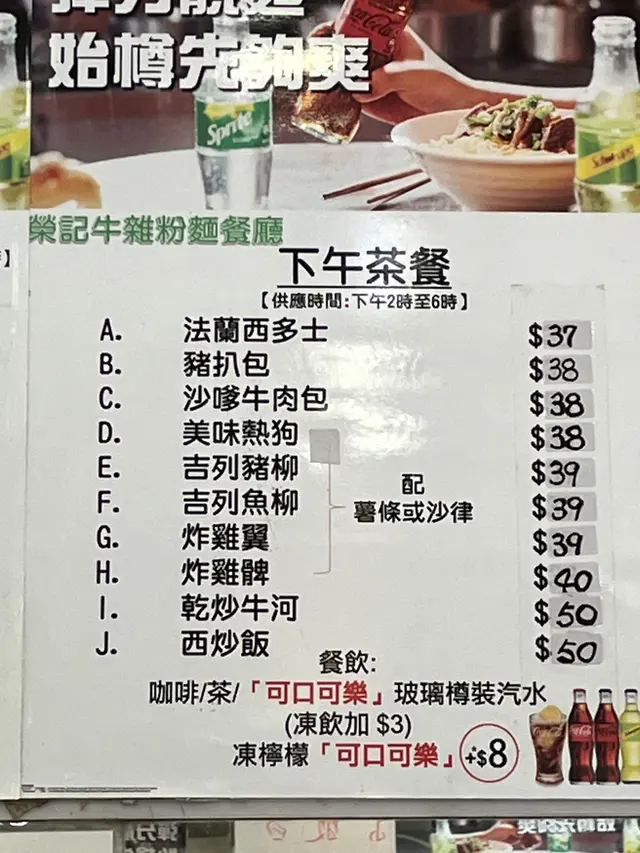 始樽先夠爽
Coca-Cola
Sprite
Schweppes
榮記牛雜粉麵餐廳
下午茶餐
【供應時間:下午2時至6時】
A. 法蘭西多士 $37
B. 豬扒包 $38
C. 沙嗲牛肉包 $38
D. 美味熱狗 $38
E. 吉列豬柳 $39
F. 吉列魚柳 $39
G. 炸雞翼 $39
H. 炸雞髀 $40
配
薯條或沙律
I. 乾炒牛河 $50
J. 西炒飯 $50
餐飲:
咖啡/茶/「可口可樂」玻璃樽裝汽水
(凍飲加 $3)
凍檸檬「可口可樂」+$8